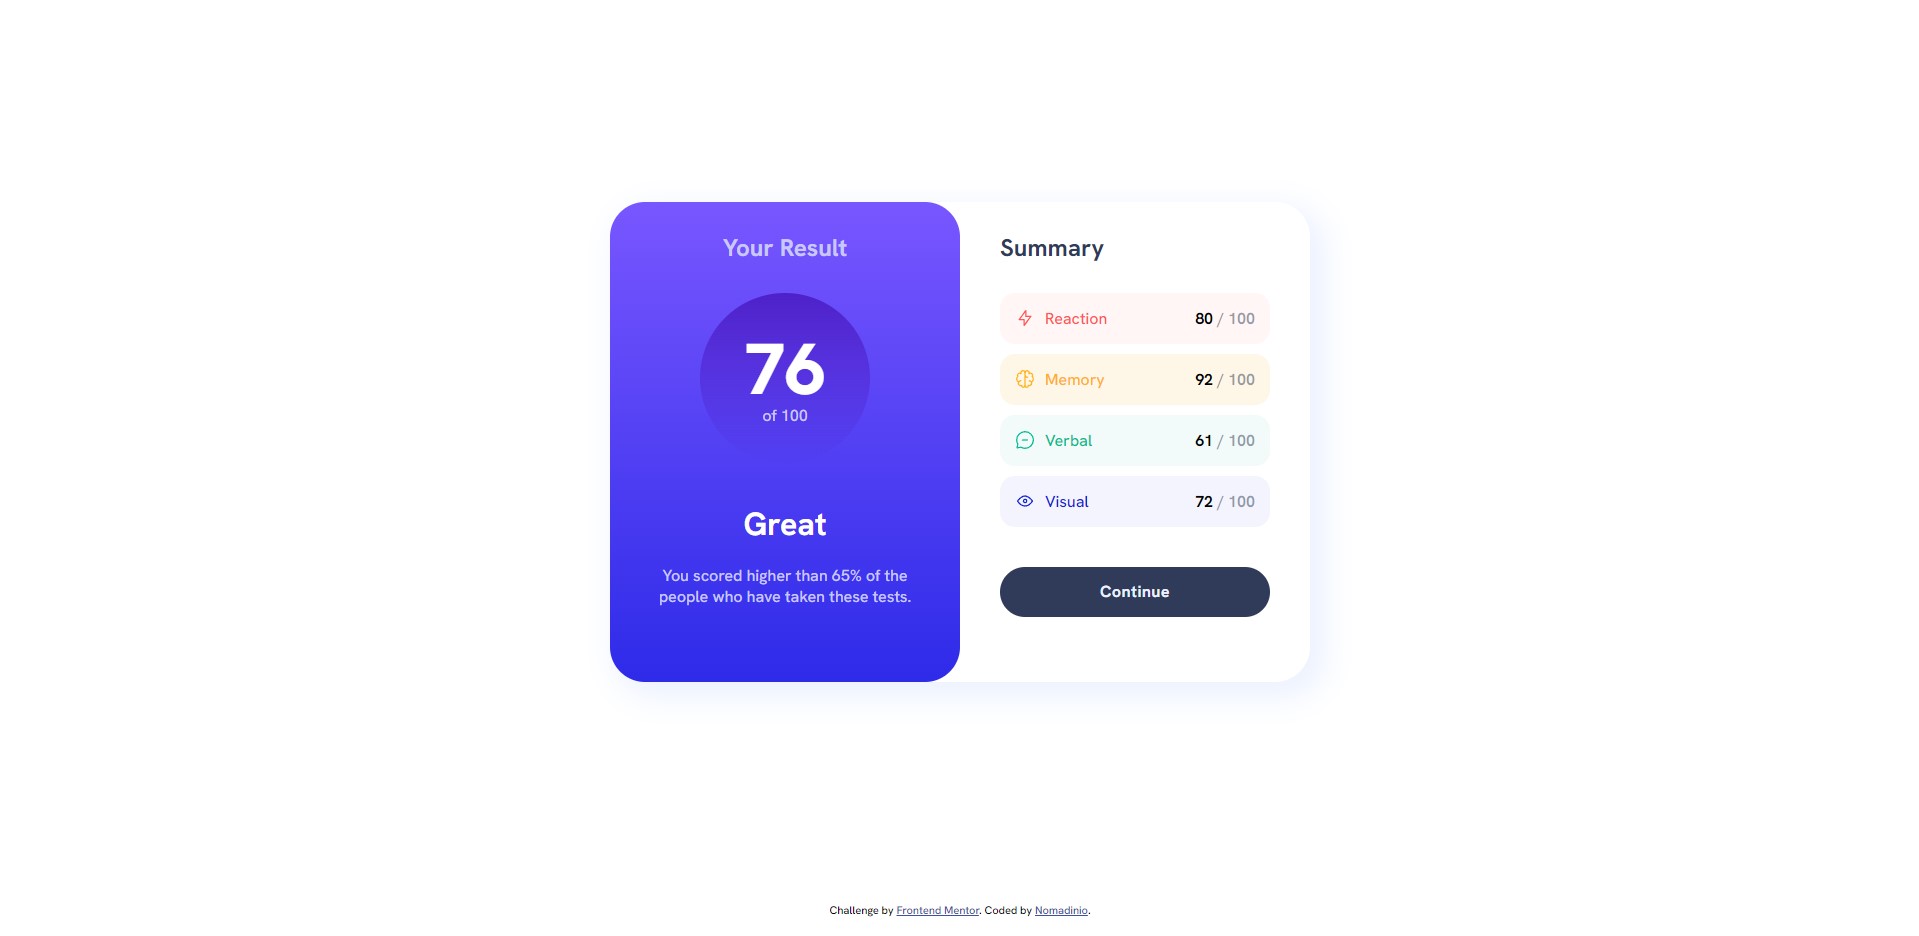 Your Result
76
of 100
Great
You scored higher than 65% of the
people who have taken these tests.
Summary
Reaction 80 / 100
Memory 92 / 100
Verbal 61 / 100
Visual 72 / 100
Continue
Challenge by Frontend Mentor. Coded by Nomadinio.